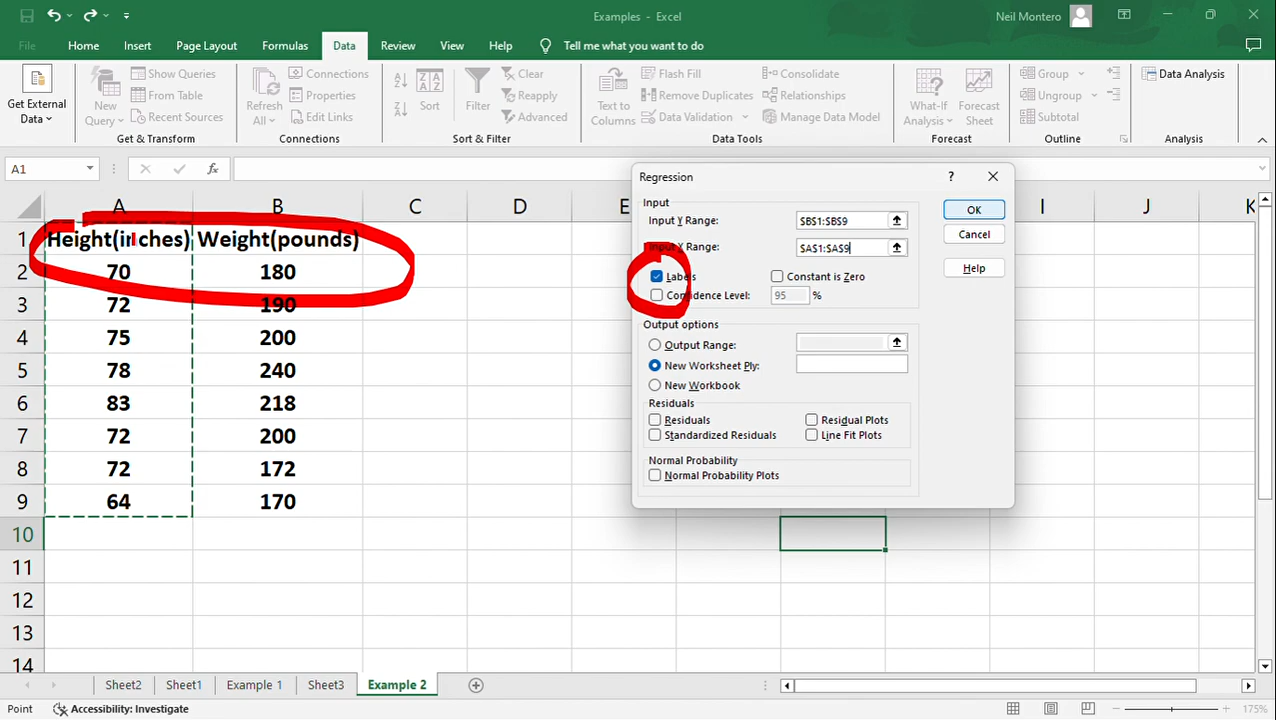 Examples - Excel
Neil Montero
File Home Insert Page Layout Formulas Data Review View Help Tell me what you want to do
Get External Data
New Query
Show Queries
From Table
Recent Sources
Get & Transform
Refresh All
Connections
Properties
Edit Links
Connections
Sort
Filter
Clear
Reapply
Advanced
Sort & Filter
Text to Columns
Flash Fill
Remove Duplicates
Data Validation
Consolidate
Relationships
Manage Data Model
Data Tools
What-If Analysis
Forecast Sheet
Forecast
Group
Ungroup
Subtotal
Outline
Data Analysis
Analysis
A1
fx
A B C D E I J K
1 Height(inches) Weight(pounds)
2 70 180
3 72 190
4 75 200
5 78 240
6 83 218
7 72 200
8 72 172
9 64 170
10
11
12
13
14
Regression
? 
Input
Input Y Range: $B$1:$B$9
Input X Range: $A$1:$A$9
Labels Constant is Zero
Confidence Level: 95 %
OK
Cancel
Help
Output options
Output Range:
New Worksheet Ply:
New Workbook
Residuals
Residuals Residual Plots
Standardized Residuals Line Fit Plots
Normal Probability
Normal Probability Plots
Sheet2 Sheet1 Example 1 Sheet3 Example 2
Point Accessibility: Investigate
175%